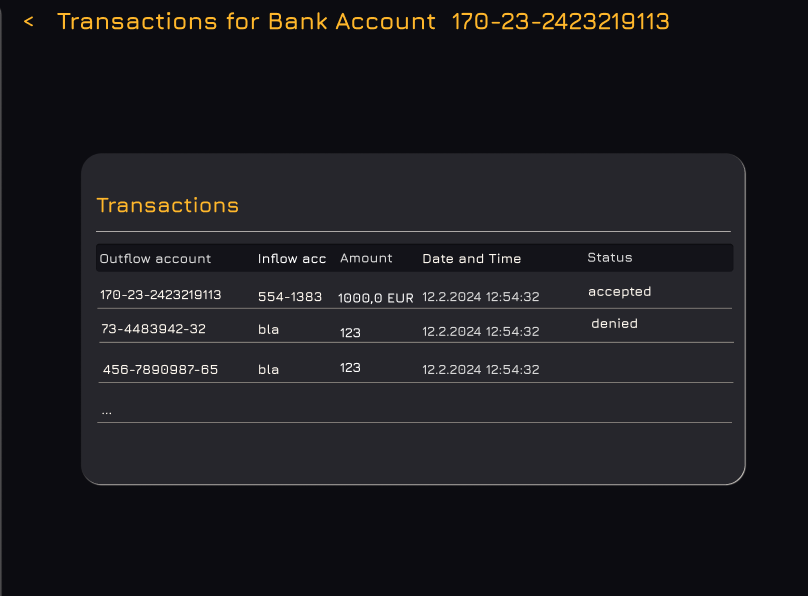 < Transactions for Bank Account 170-23-2423219113
Transactions
Outflow account Inflow acc Amount Date and Time Status
170-23-2423219113 554-1383 1000,0 EUR 12.2.2024 12:54:32 accepted
73-4483942-32 bla 123 12.2.2024 12:54:32 denied
456-7890987-65 bla 123 12.2.2024 12:54:32
...